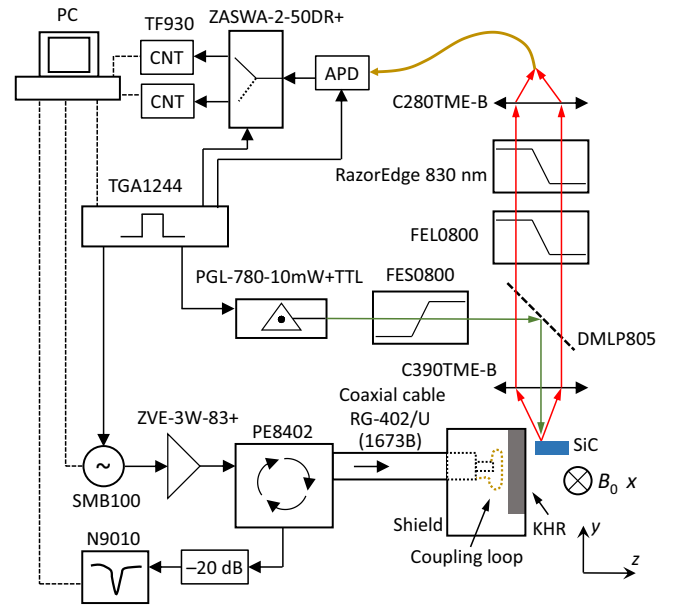 PC
TF930
ZASWA-2-50DR+
CNT
APD
CNT
C280TME-B
RazorEdge 830 nm
TGA1244
FEL0800
PGL-780-10mW+TTL
FES0800
DMLP805
C390TME-B
Coaxial cable
RG-402/U
(1673B)
ZVE-3W-83+
PE8402
SiC
~
B0 x
SMB100
Shield
KHR
Coupling loop
N9010
–20 dB
y
z